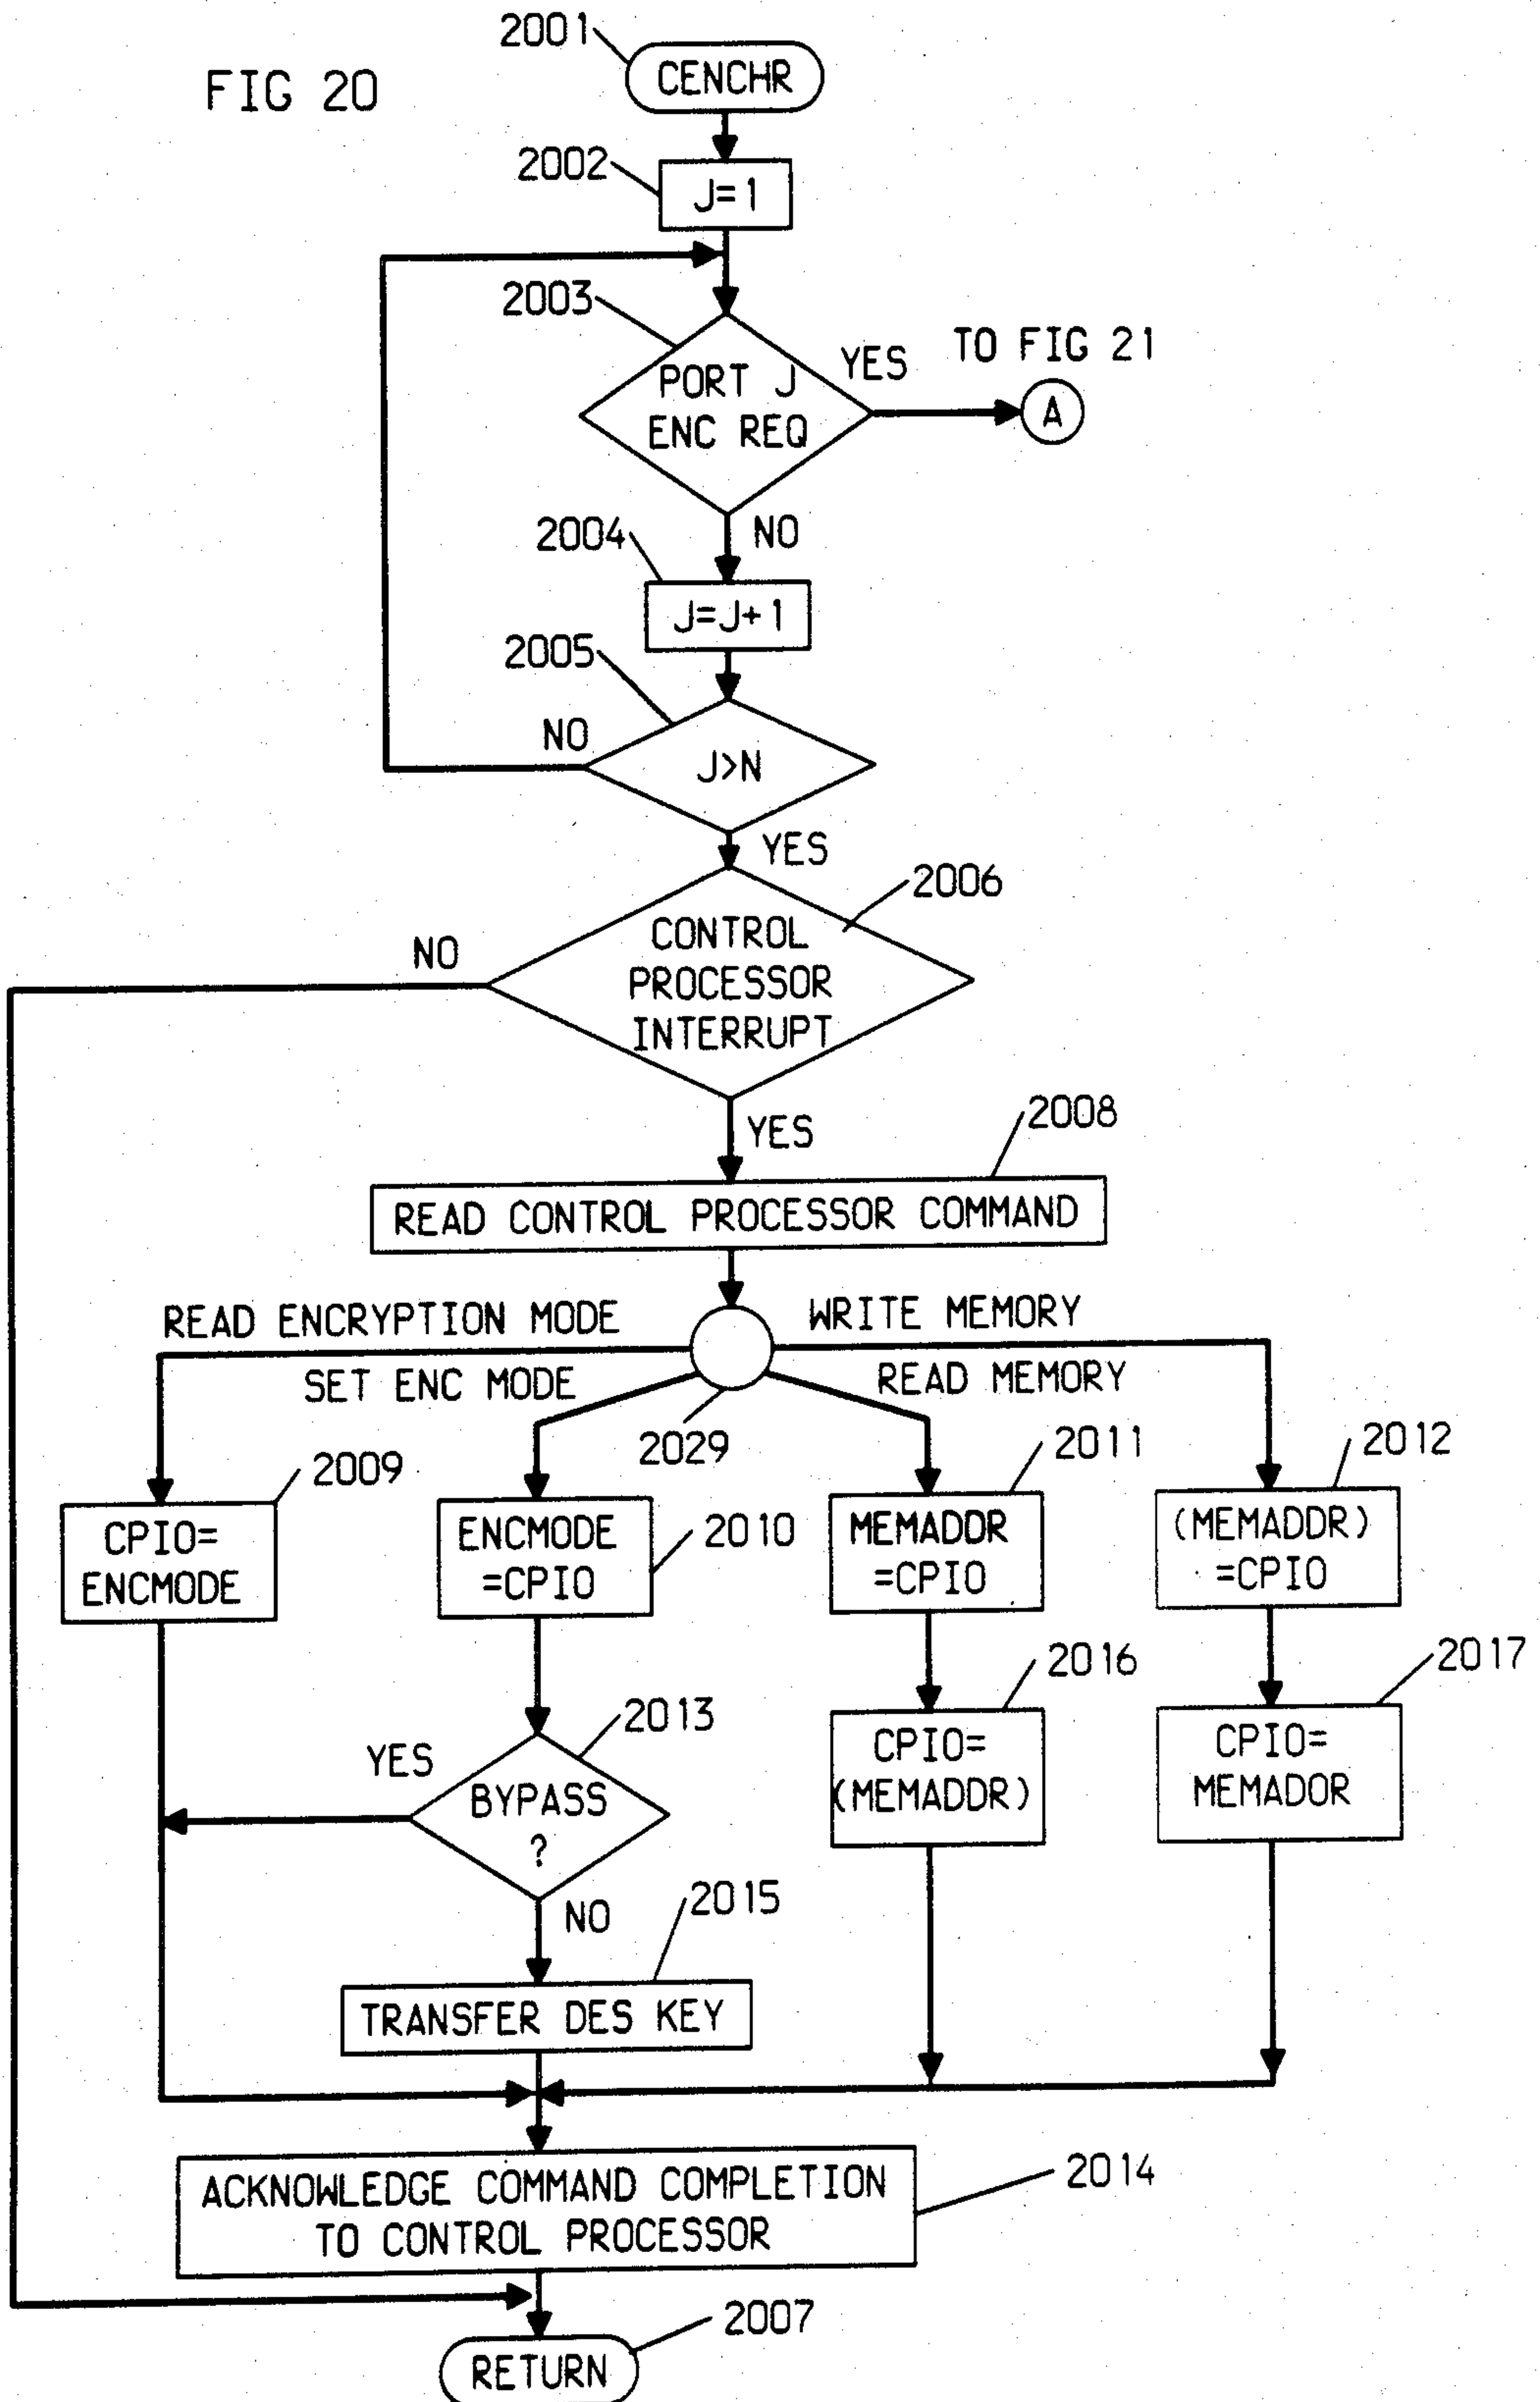 2001
CENCHR
FIG 20
2002
J=1
2003
PORT J
ENC REQ
YES
TO FIG 21
A
NO
2004
J=J+1
2005
NO
J>N
YES
2006
NO
CONTROL
PROCESSOR
INTERRUPT
YES
2008
READ CONTROL PROCESSOR COMMAND
READ ENCRYPTION MODE
WRITE MEMORY
SET ENC MODE
READ MEMORY
2029
2009
CPIO=
ENCMODE
ENCMODE
=CPIO
2010
2011
MEMADDR
=CPIO
2012
(MEMADDR)
=CPIO
2013
YES
BYPASS
?
NO
2016
CPIO=
(MEMADDR)
2017
CPIO=
MEMADOR
2015
TRANSFER DES KEY
ACKNOWLEDGE COMMAND COMPLETION
TO CONTROL PROCESSOR
2014
2007
RETURN